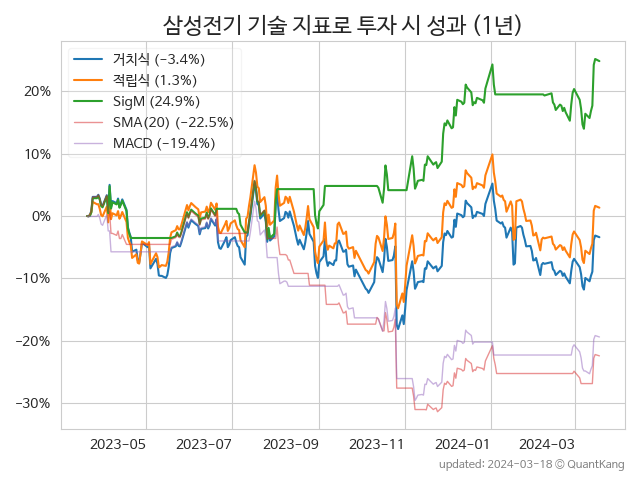 삼성전기 기술 지표로 투자 시 성과 (1년)
거치식 (−3.4%)
적립식 (1.3%)
SigM (24.9%)
SMA(20) (−22.5%)
MACD (−19.4%)
20%
10%
0%
−10%
−20%
−30%
2023−05 2023−07 2023−09 2023−11 2024−01 2024−03
updated: 2024−03−18 © QuantKang